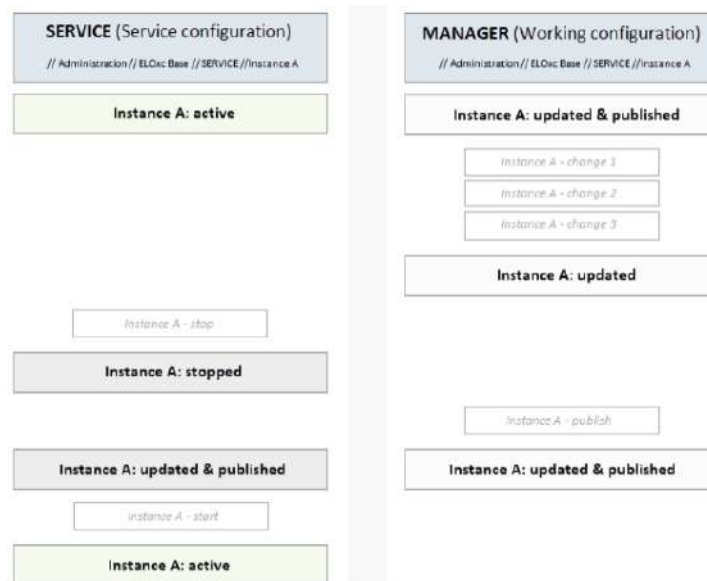 SERVICE (Service configuration)
// Administration // ELOxc Base // SERVICE //Instance A
Instance A: active
Instance A - stop
Instance A: stopped
Instance A: updated & published
Instance A - start
Instance A: active
MANAGER (Working configuration)
// Administration // ELOxc Base // SERVICE //Instance A
Instance A: updated & published
Instance A - change 1
Instance A - change 2
Instance A - change 3
Instance A: updated
Instance A - publish
Instance A: updated & published